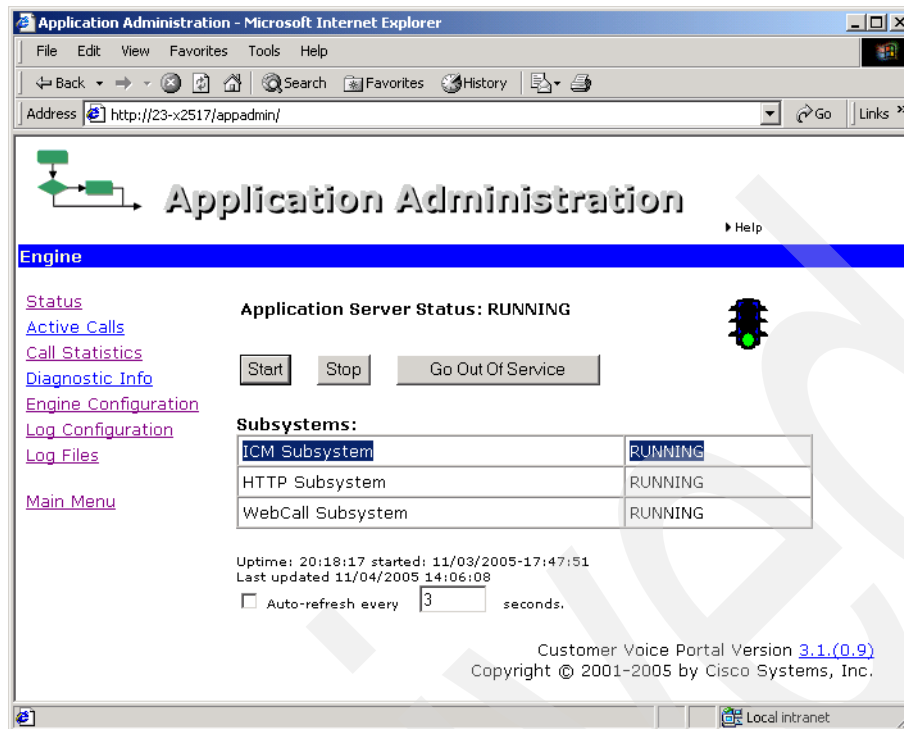 Application Administration - Microsoft Internet Explorer
File Edit View Favorites Tools Help
Back Search Favorites History
Address http://23-x2517/appadmin/ Go Links »
Application Administration
Help
Engine
Status
Active Calls
Call Statistics
Diagnostic Info
Engine Configuration
Log Configuration
Log Files
Main Menu
Application Server Status: RUNNING
Start Stop Go Out Of Service
Subsystems:
ICM Subsystem RUNNING
HTTP Subsystem RUNNING
WebCall Subsystem RUNNING
Uptime: 20:18:17 started: 11/03/2005-17:47:51
Last updated 11/04/2005 14:06:08
Auto-refresh every 3 seconds.
Customer Voice Portal Version 3.1.(0.9)
Copyright © 2001-2005 by Cisco Systems, Inc.
Local intranet